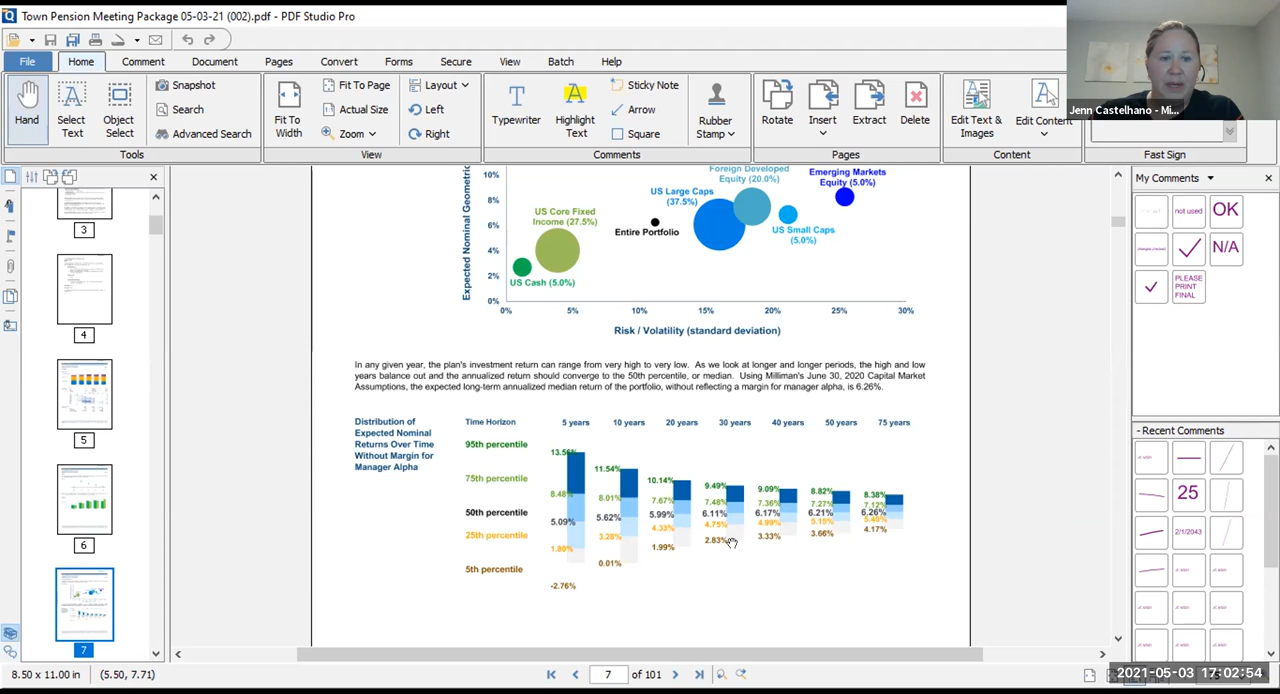 Town Pension Meeting Package 05-03-21 (002).pdf - PDF Studio Pro
File Home Comment Document Pages Convert Forms Secure View Batch Help
Hand
Select Text
Object Select
Snapshot
Search
Advanced Search
Tools
Fit To Width
Fit To Page
Actual Size
Zoom
Layout
Left
Right
View
Typewriter
Highlight Text
Sticky Note
Arrow
Square
Comments
Rubber Stamp
Rotate
Insert
Extract
Delete
Pages
Edit Text & Images
Edit Content
Content
Fast Sign
Jenn Castelhano - Mi...
3
4
5
6
7
Expected Nominal Geometric
10%
8%
6%
4%
2%
0%
Foreign Developed
Equity (20.0%)
Emerging Markets
Equity (5.0%)
US Large Caps
(37.5%)
US Core Fixed
Income (27.5%)
Entire Portfolio
US Small Caps
(5.0%)
US Cash (5.0%)
0% 5% 10% 15% 20% 25% 30%
Risk / Volatility (standard deviation)
In any given year, the plan's investment return can range from very high to very low. As we look at longer and longer periods, the high and low
years balance out and the annualized return should converge to the 50th percentile, or median. Using Milliman's June 30, 2020 Capital Market
Assumptions, the expected long-term annualized median return of the portfolio, without reflecting a margin for manager alpha, is 6.26%.
Distribution of
Expected Nominal
Returns Over Time
Without Margin for
Manager Alpha
Time Horizon 5 years 10 years 20 years 30 years 40 years 50 years 75 years
95th percentile 13.56% 11.54% 10.14% 9.49% 9.09% 8.82% 8.38%
75th percentile 8.48% 8.01% 7.67% 7.48% 7.36% 7.27% 7.12%
50th percentile 5.09% 5.62% 5.99% 6.11% 6.17% 6.21% 6.26%
25th percentile 1.80% 3.28% 4.33% 4.75% 4.99% 5.15% 5.40%
5th percentile -2.76% 0.01% 1.99% 2.83% 3.33% 3.66% 4.17%
My Comments
not used
OK
N/A
PLEASE
PRINT
FINAL
Recent Comments
25
2/1/2043
8.50 x 11.00 in
(5.50, 7.71)
7 of 101
2021-05-03 17:02:54